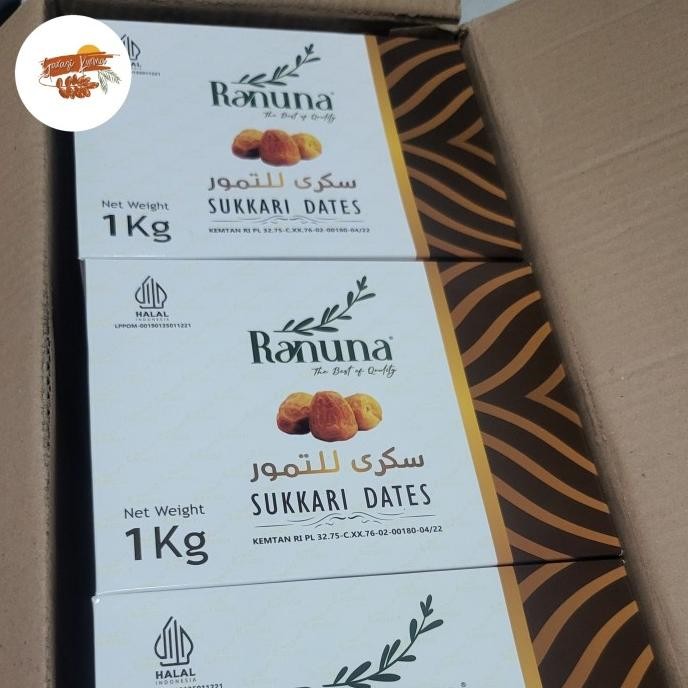 HALAL
Ranuna
The Best of Quality
سكرى للتمور
SUKKARI DATES
Net Weight
1Kg
KEMTAN RI PL 32.75-C.XX.76-02-00180-04/22
HALAL
INDONESIA
LPPOM-00190135011221
Ranuna
The Best of Quality
سكرى للتمور
SUKKARI DATES
Net Weight
1Kg
KEMTAN RI PL 32.75-C.XX.76-02-00180-04/22
HALAL
INDONESIA